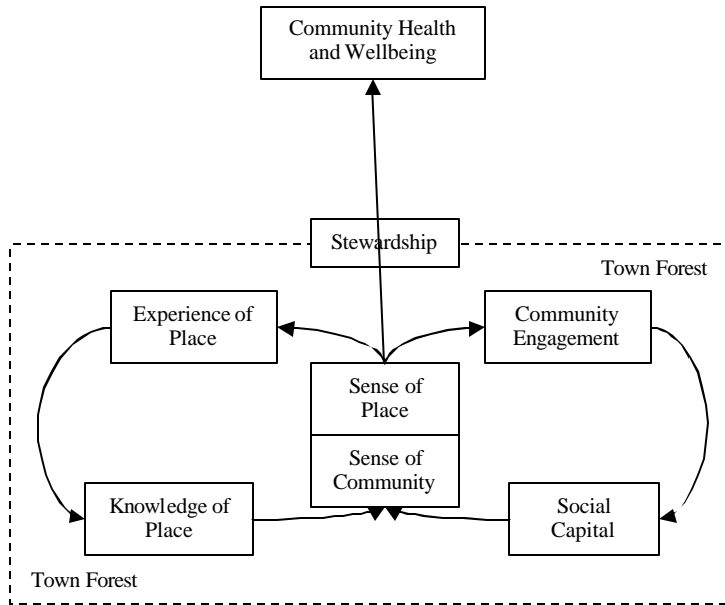 Community Health
and Wellbeing
Stewardship
Town Forest
Experience of
Place
Community
Engagement
Sense of
Place
Sense of
Community
Knowledge of
Place
Social
Capital
Town Forest